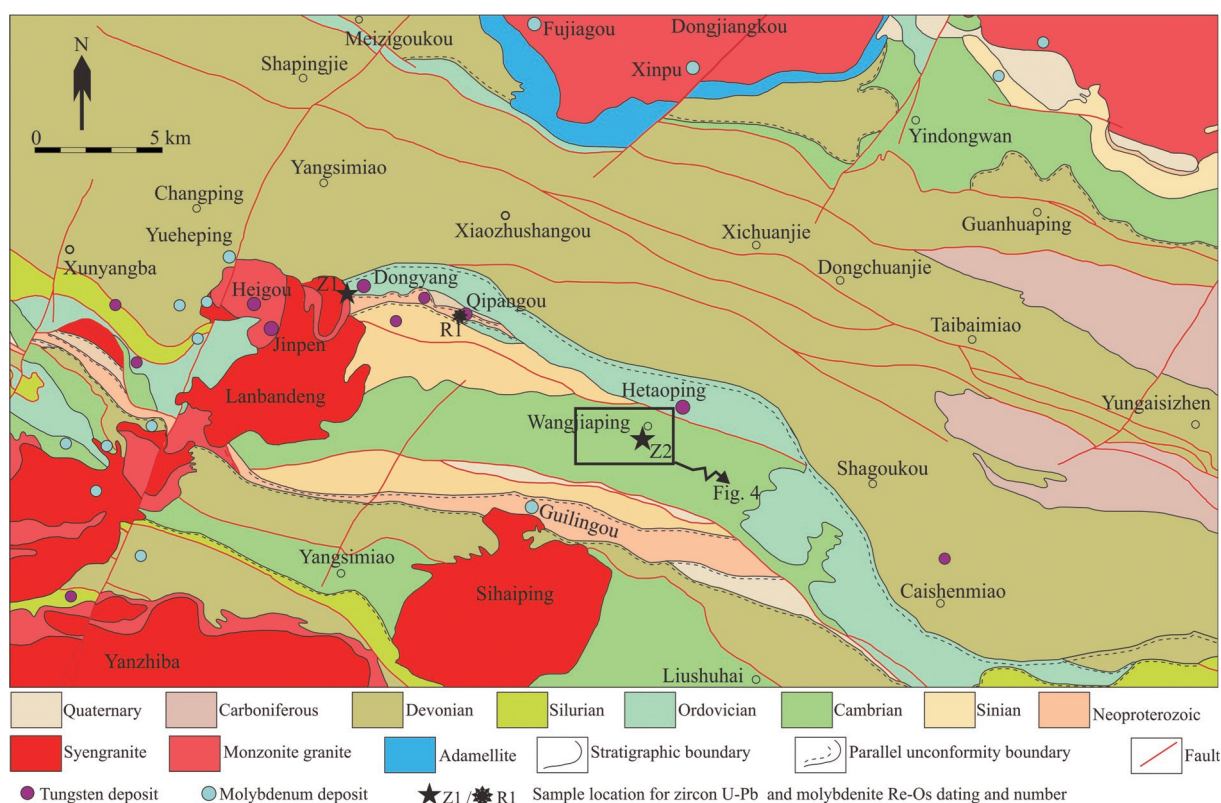 Meizigoukou
Fujiagou
Dongjiangkou
N
Shapingjie
Xinpu
0 5 km
Yindongwan
Yangsimiao
Changping
Guanhuaping
Xiaozhushangou
Xichuanjie
Yueheping
Xunyangba
Dongchuanjie
Z1
Dongyang
Heigou
Qipangou
R1
Taibaimiao
Jinpen
Lanbandeng
Hetaoping
Yungaisizhen
Wangjiaping
Z2
Shagoukou
Fig. 4
Guilingou
Yangsimiao
Sihaiping
Caishenmiao
Yanzhiba
Liushuhai
Quaternary Carboniferous Devonian Silurian Ordovician Cambrian Sinian Neoproterozoic
Syengranite Monzonite granite Adamellite Stratigraphic boundary Parallel unconformity boundary Fault
Tungsten deposit Molybdenum deposit Z1 / R1 Sample location for zircon U-Pb and molybdenite Re-Os dating and number